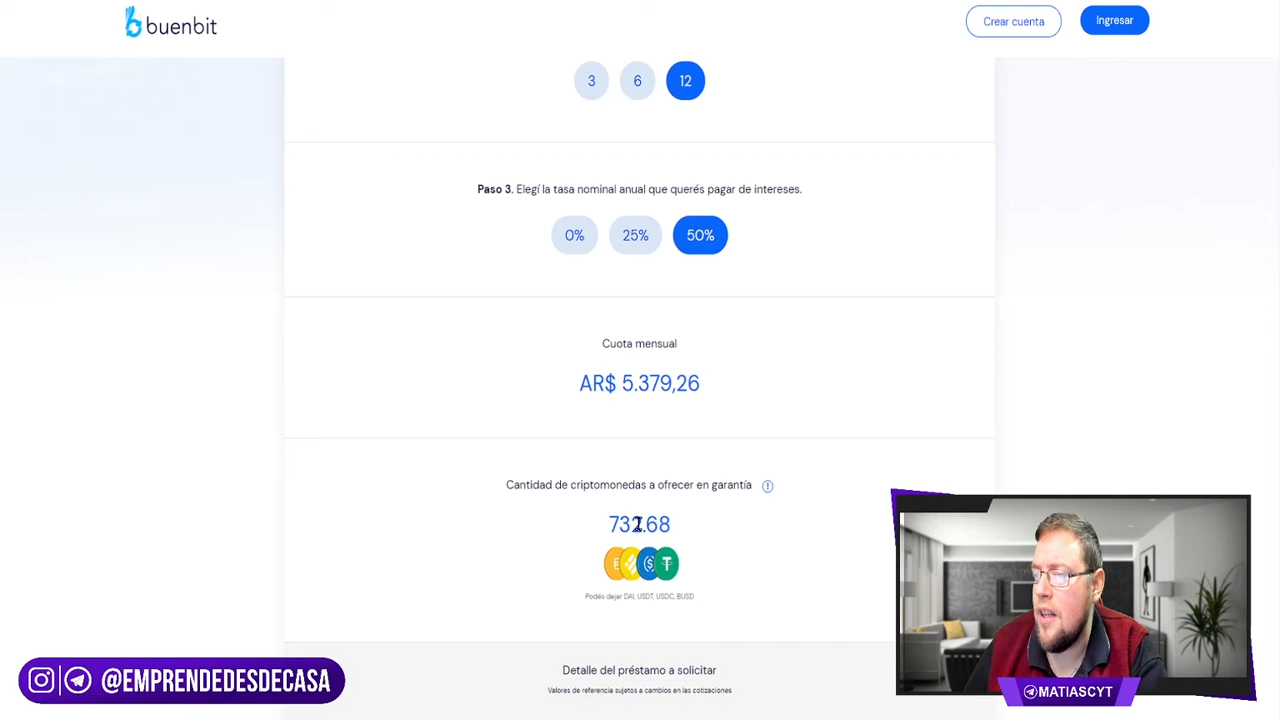 buenbit
Crear cuenta
Ingresar
3 6 12
Paso 3. Elegí la tasa nominal anual que querés pagar de intereses.
0% 25% 50%
Cuota mensual
AR$ 5.379,26
Cantidad de criptomonedas a ofrecer en garantía
732.68
Podés dejar DAI, USDT, USDC, BUSD
Detalle del préstamo a solicitar
Valores de referencia sujetos a cambios en las cotizaciones
@EMPRENDEDESDECASA
@MATIASCYT